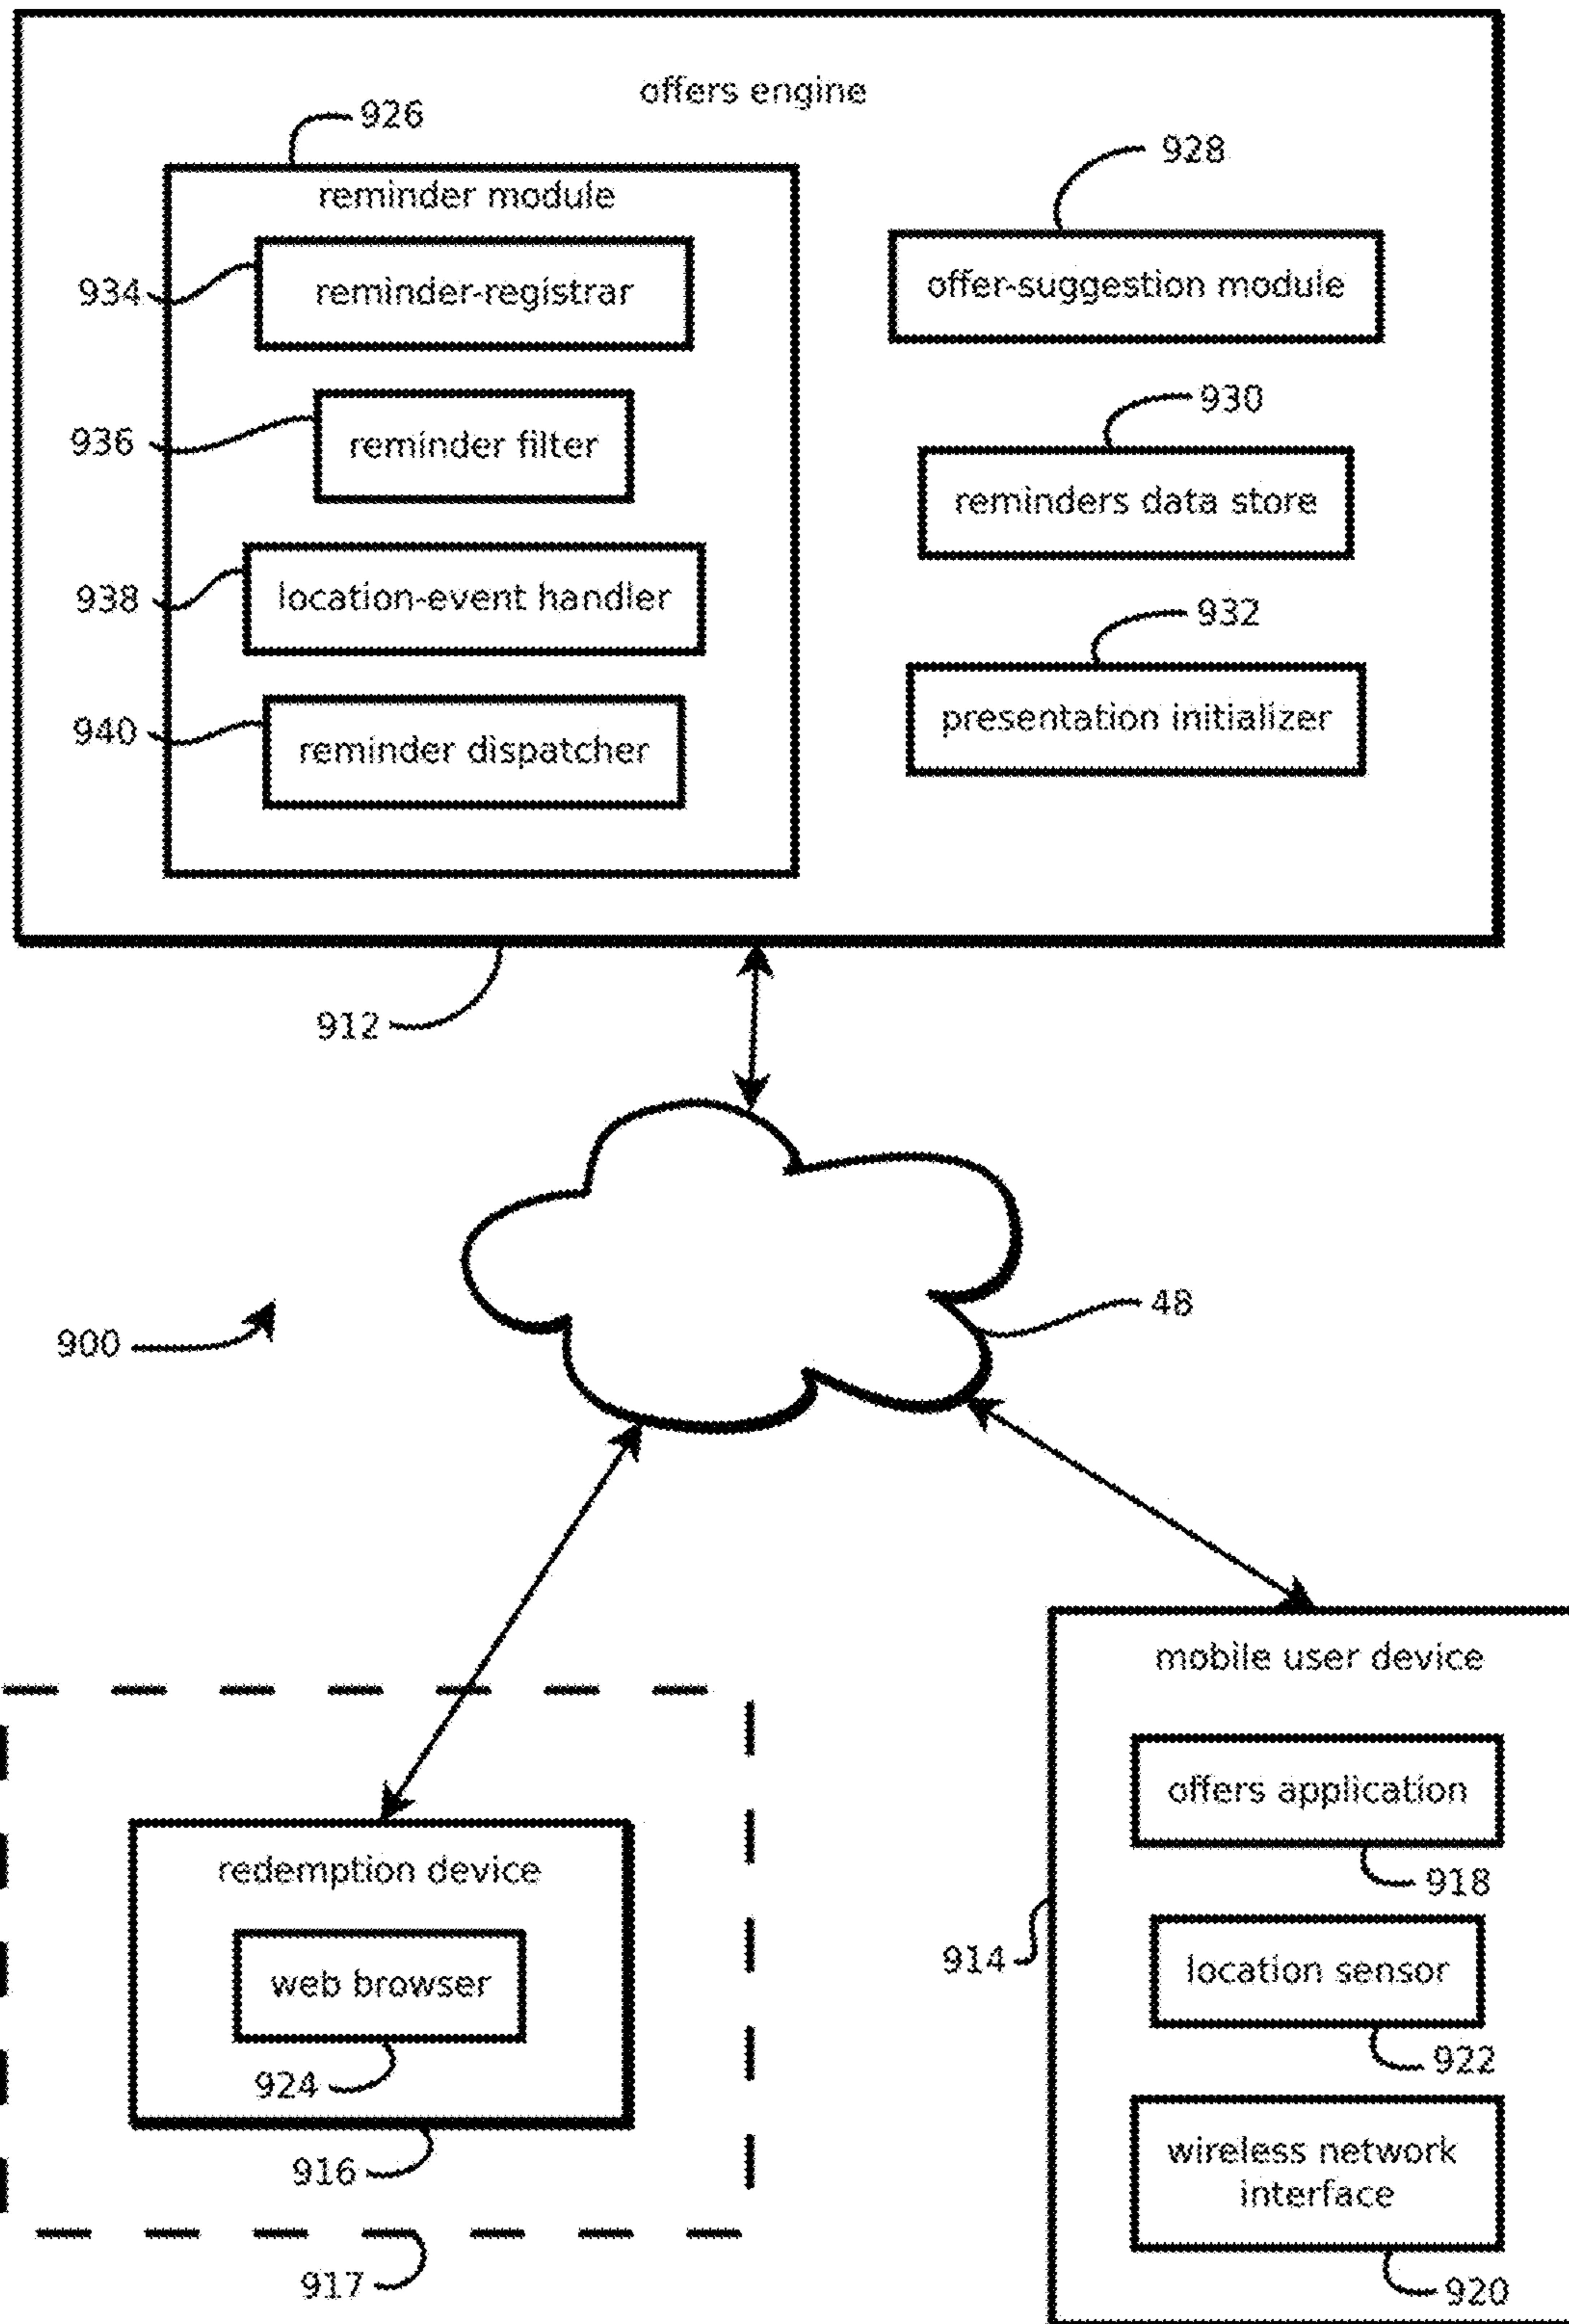 offers engine
926
928
reminder module
934
reminder-registrar
offer-suggestion module
930
936
reminder filter
reminders data store
938
location-event handler
932
940
reminder dispatcher
presentation initializer
912
48
900
mobile user device
offers application
918
redemption device
914
location sensor
web browser
922
924
916
wireless network
interface
917
920